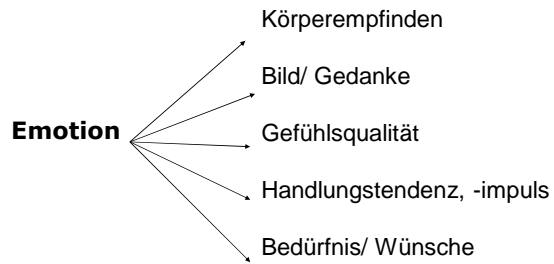 Körperempfinden
Bild/ Gedanke
Emotion
Gefühlsqualität
Handlungstendenz, -impuls
Bedürfnis/ Wünsche